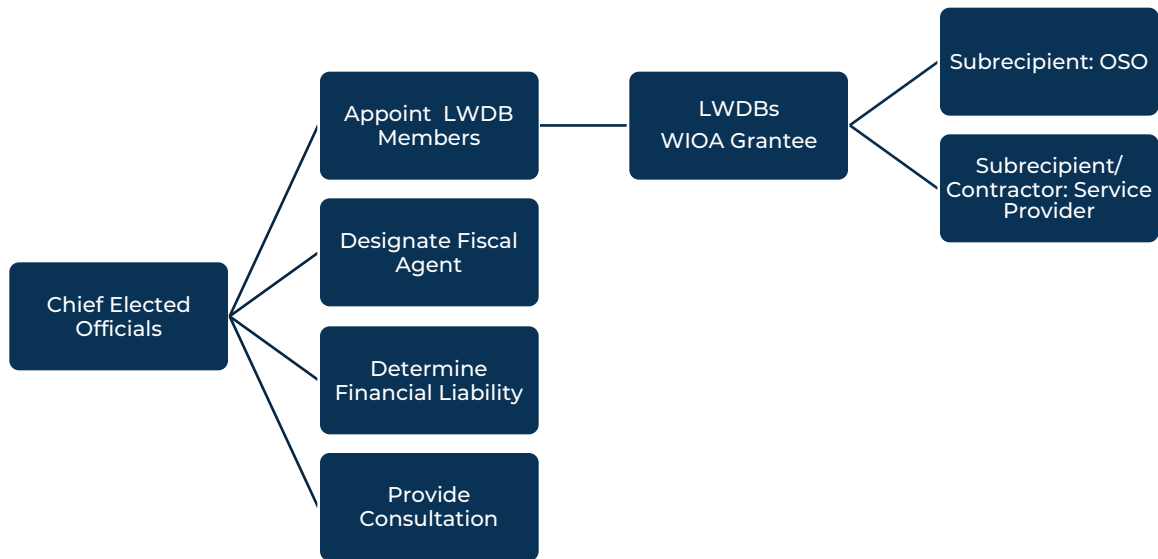 Chief Elected
Officials
Appoint LWDB
Members
Designate Fiscal
Agent
Determine
Financial Liability
Provide
Consultation
LWDBs
WIOA Grantee
Subrecipient: OSO
Subrecipient/
Contractor: Service
Provider